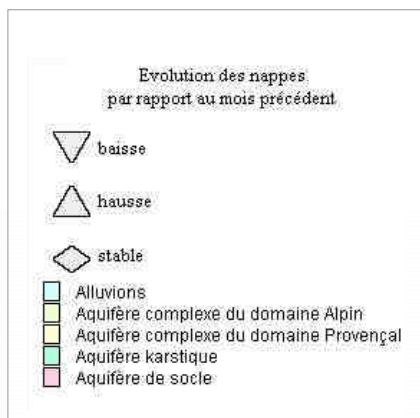 Evolution des nappes
par rapport au mois précédent
baisse
hausse
stable
Alluvions
Aquifère complexe du domaine Alpin
Aquifère complexe du domaine Provençal
Aquifère karstique
Aquifère de socle